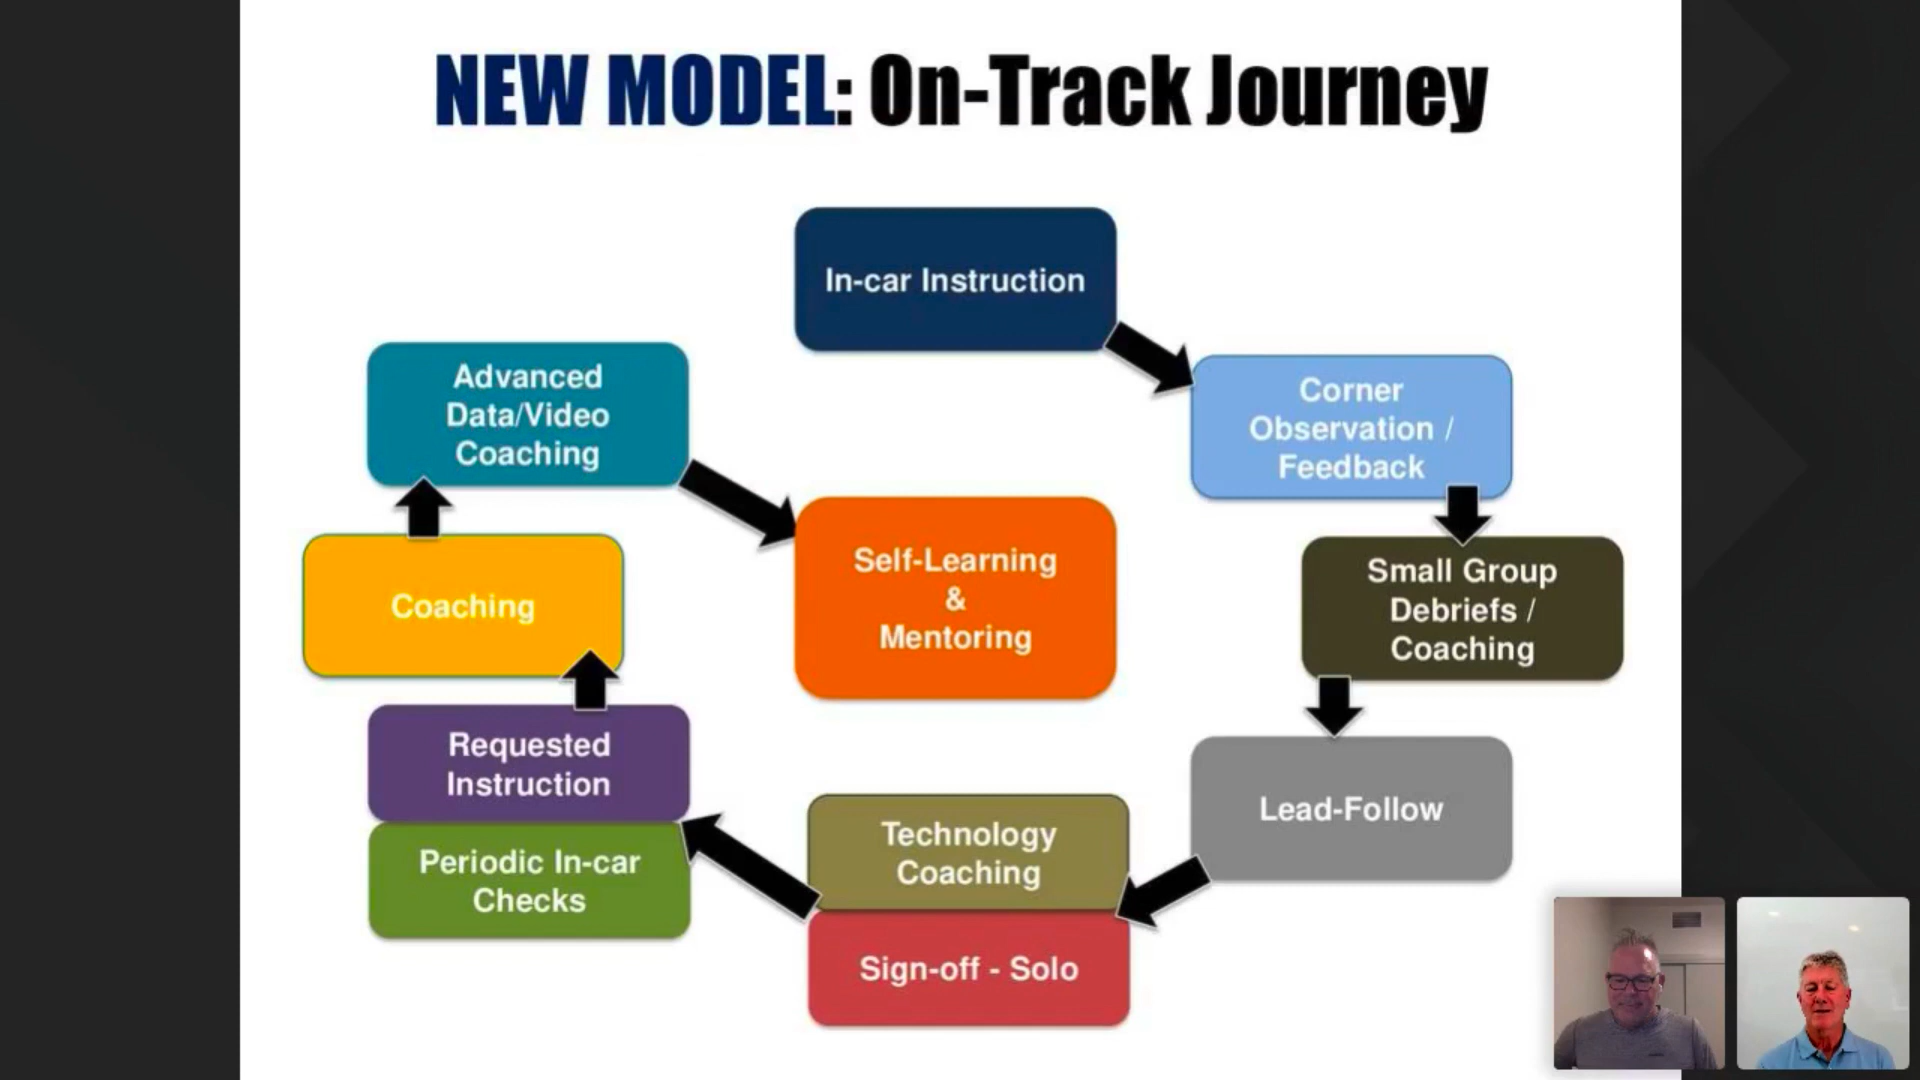 NEW MODEL: On-Track Journey
In-car Instruction
Corner
Observation /
Feedback
Small Group
Debriefs /
Coaching
Lead-Follow
Technology
Coaching
Sign-off - Solo
Requested
Instruction
Periodic In-car
Checks
Coaching
Advanced
Data/Video
Coaching
Self-Learning
&
Mentoring